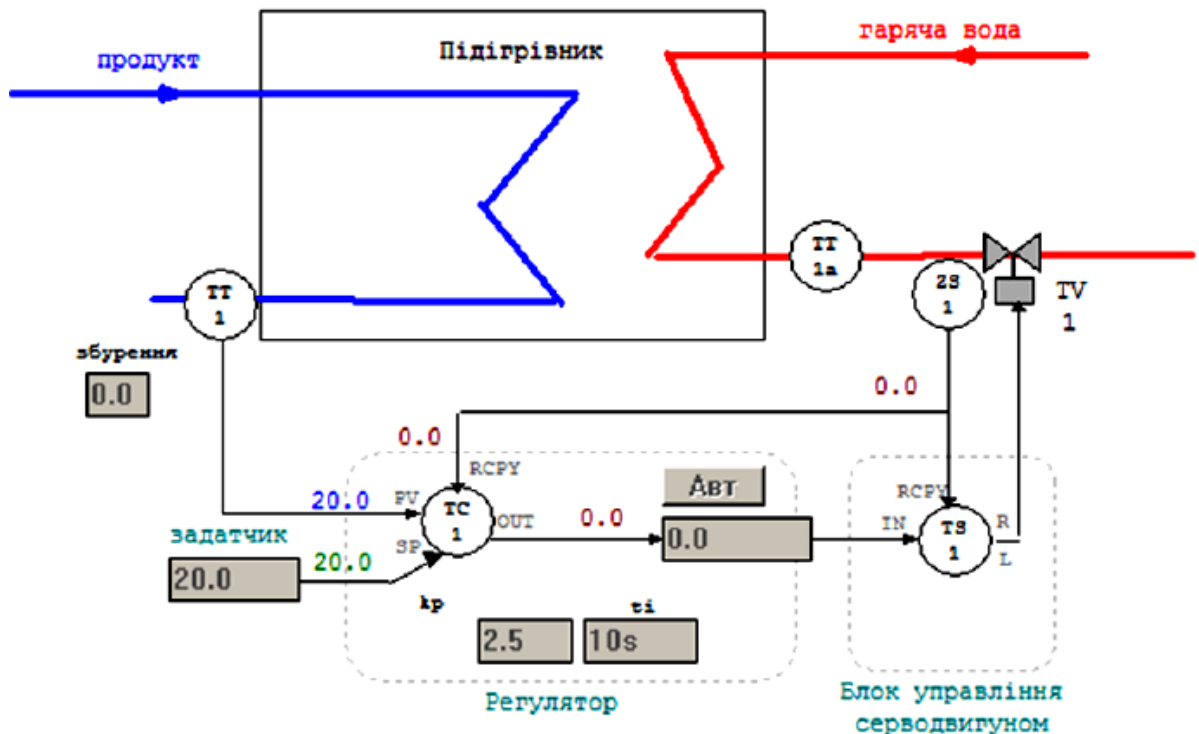 Підігрівник
гаряча вода
продукт
TT
1a
TT
1
2S
1
TV
1
збурення
0.0
0.0
0.0
RCPY
Авт
RCPY
20.0
PV
TC
1
OUT
0.0
0.0
IN
TS
1
R
L
задатчик
SP
20.0
20.0
kp
ti
2.5
10s
Регулятор
Блок управління
серводвигуном